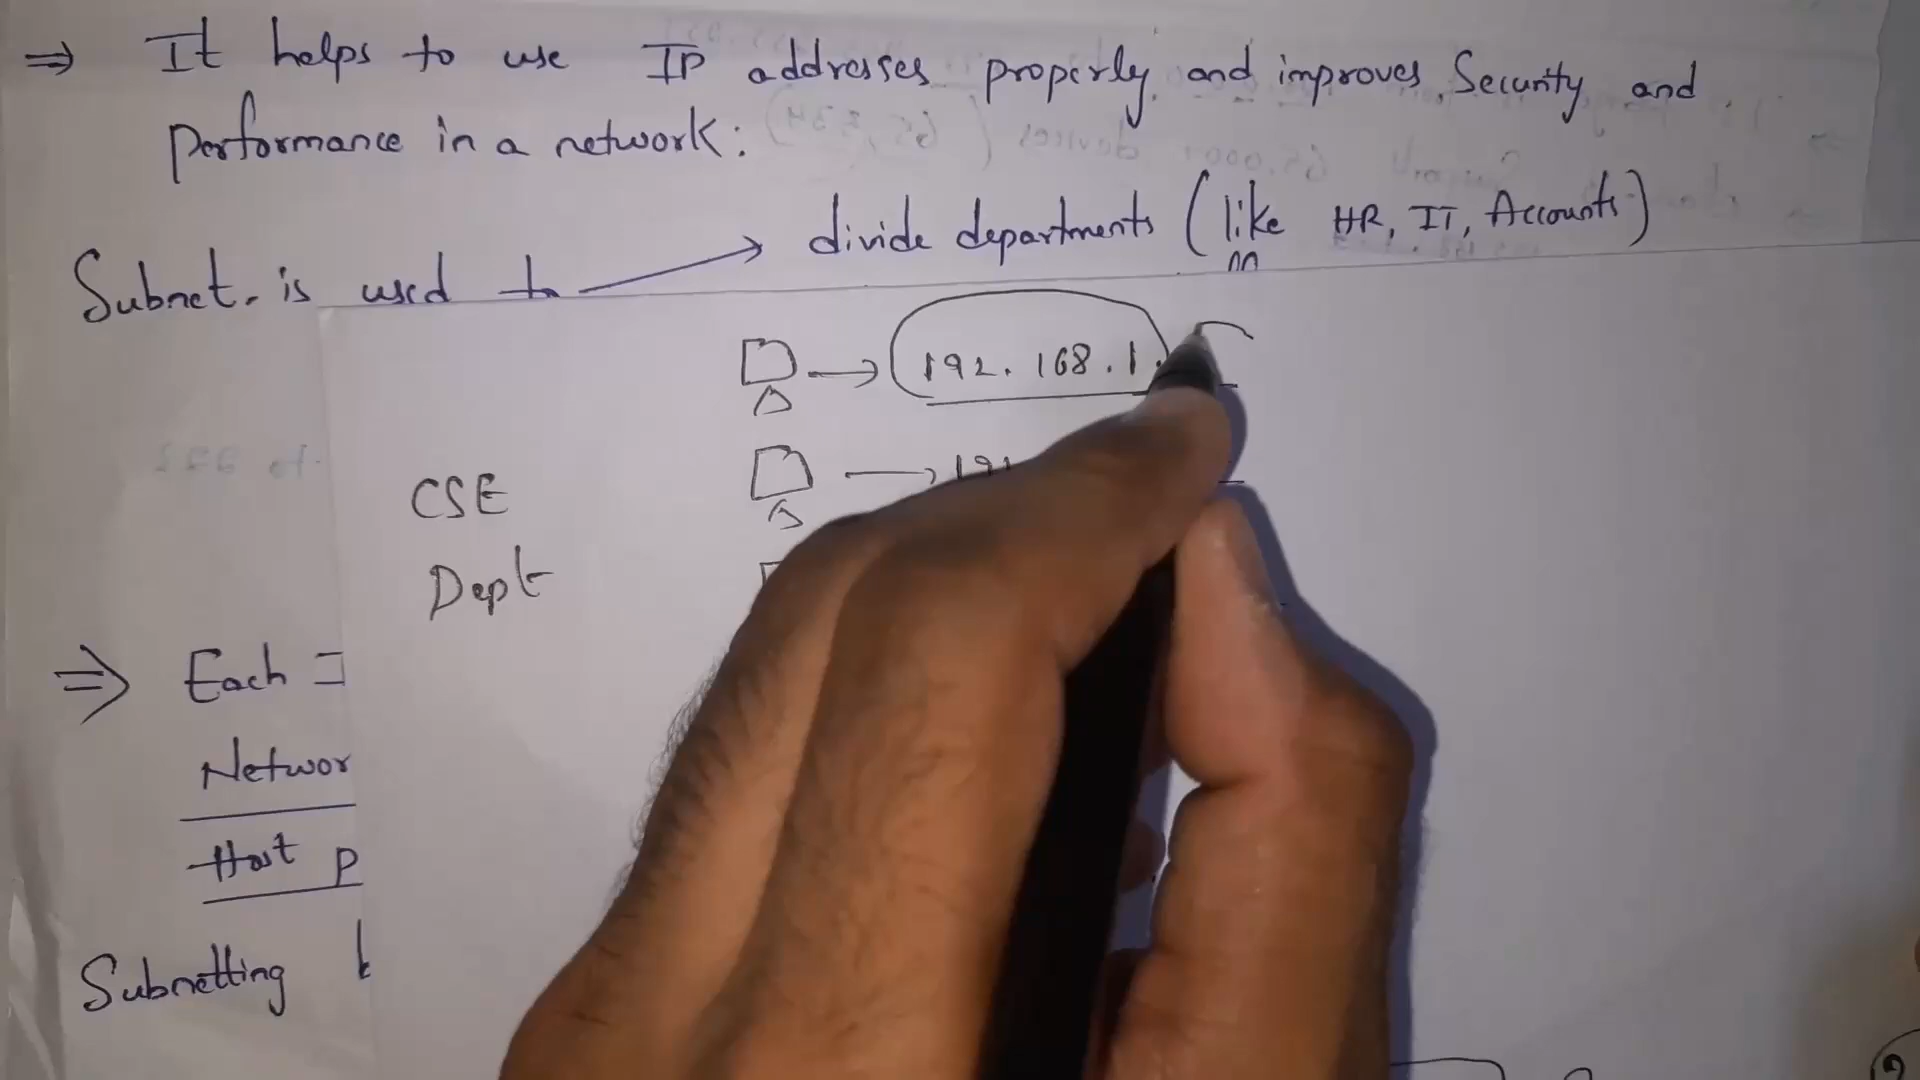 ⇒ It helps to use IP addresses properly and improves Security and
performance in a network:
Subnet. is used to → divide departments (like HR, IT, Accounts)
→ 192.168.1.
→ 191
CSE
Dept
⇒ Each
Networ
Host p
Subnetting